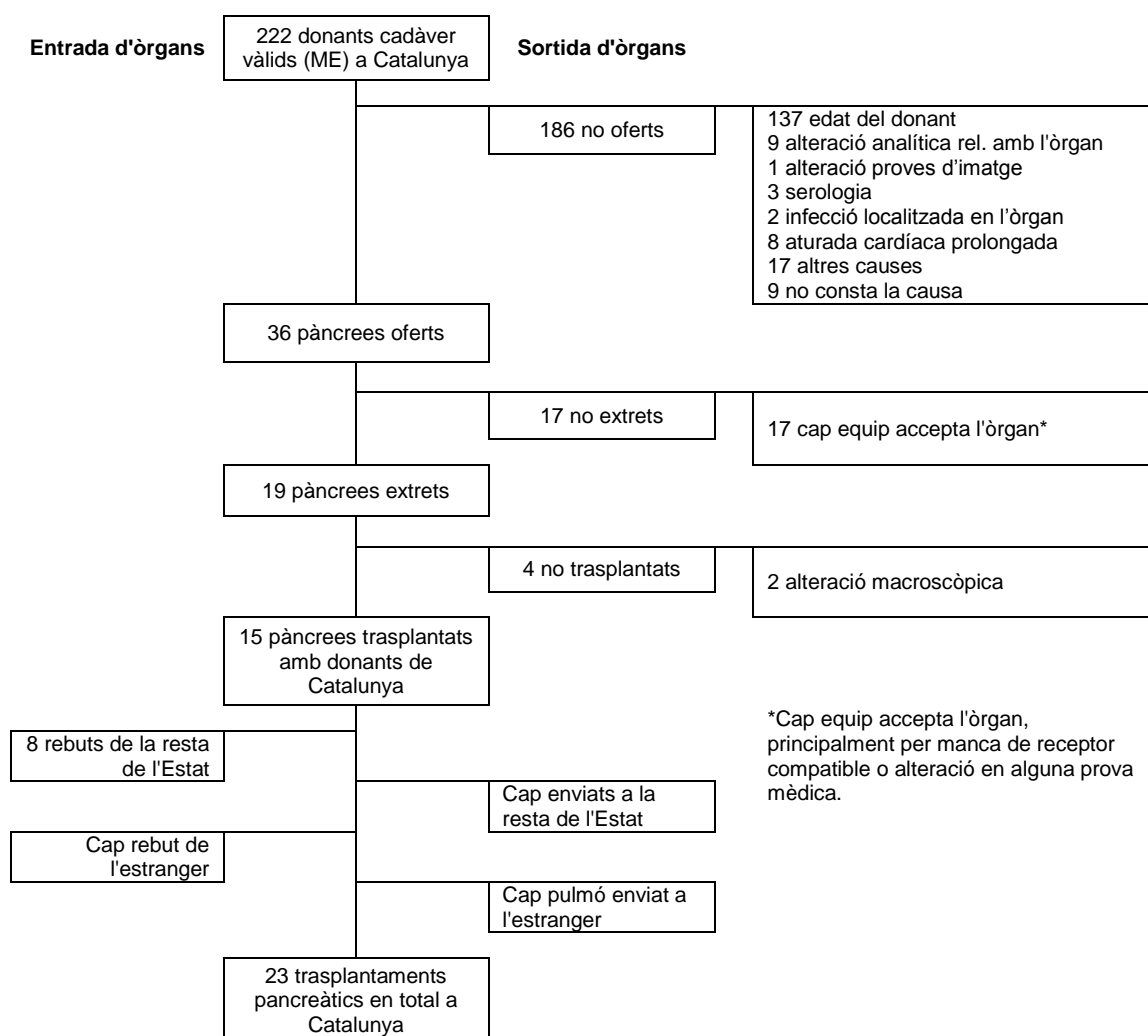 Entrada d'òrgans
222 donants cadàver
vàlids (ME) a Catalunya
Sortida d'òrgans
186 no oferts
137 edat del donant
9 alteració analítica rel. amb l'òrgan
1 alteració proves d’imatge
3 serologia
2 infecció localitzada en l’òrgan
8 aturada cardíaca prolongada
17 altres causes
9 no consta la causa
36 pàncrees oferts
17 no extrets
17 cap equip accepta l'òrgan*
19 pàncrees extrets
4 no trasplantats
2 alteració macroscòpica
15 pàncrees trasplantats
amb donants de
Catalunya
8 rebuts de la resta
de l'Estat
*Cap equip accepta l'òrgan,
principalment per manca de receptor
compatible o alteració en alguna prova
mèdica.
Cap enviats a la
resta de l'Estat
Cap rebut de
l'estranger
Cap pulmó enviat a
l'estranger
23 trasplantaments
pancreàtics en total a
Catalunya